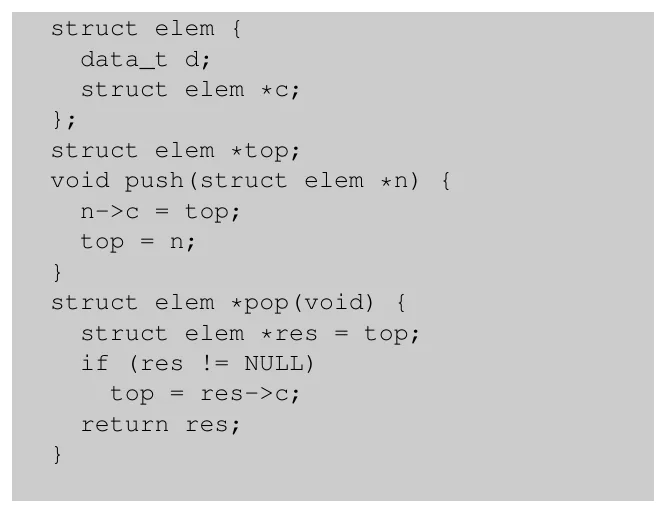 struct elem {
  data_t d;
  struct elem *c;
};
struct elem *top;
void push(struct elem *n) {
  n->c = top;
  top = n;
}
struct elem *pop(void) {
  struct elem *res = top;
  if (res != NULL)
    top = res->c;
  return res;
}